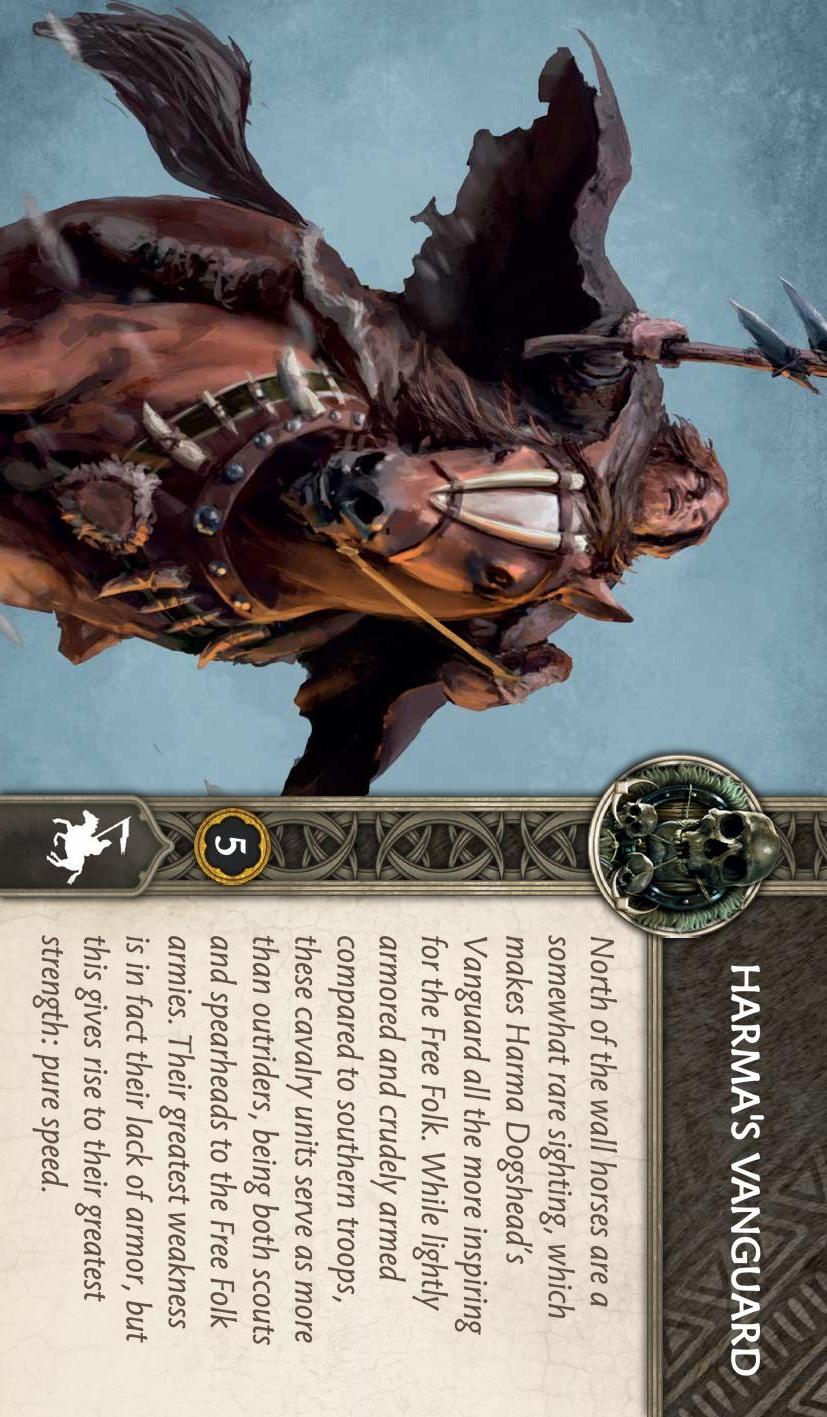 HARMA'S VANGUARD
North of the wall horses are a
somewhat rare sighting, which
makes Harma Dogshead's
Vanguard all the more inspiring
for the Free Folk. While lightly
armored and crudely armed
compared to southern troops,
these cavalry units serve as more
than outriders, being both scouts
and spearheads to the Free Folk
armies. Their greatest weakness
is in fact their lack of armor, but
this gives rise to their greatest
strength: pure speed.
5